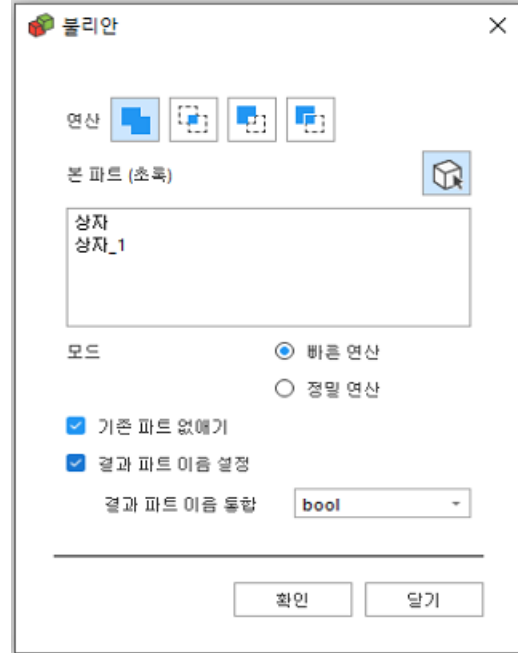 불리안
연산
본 파트 (초록)
상자
상자_1
모드
빠른 연산
정밀 연산
기존 파트 없애기
결과 파트 이름 설정
결과 파트 이름 통합
bool
확인
닫기